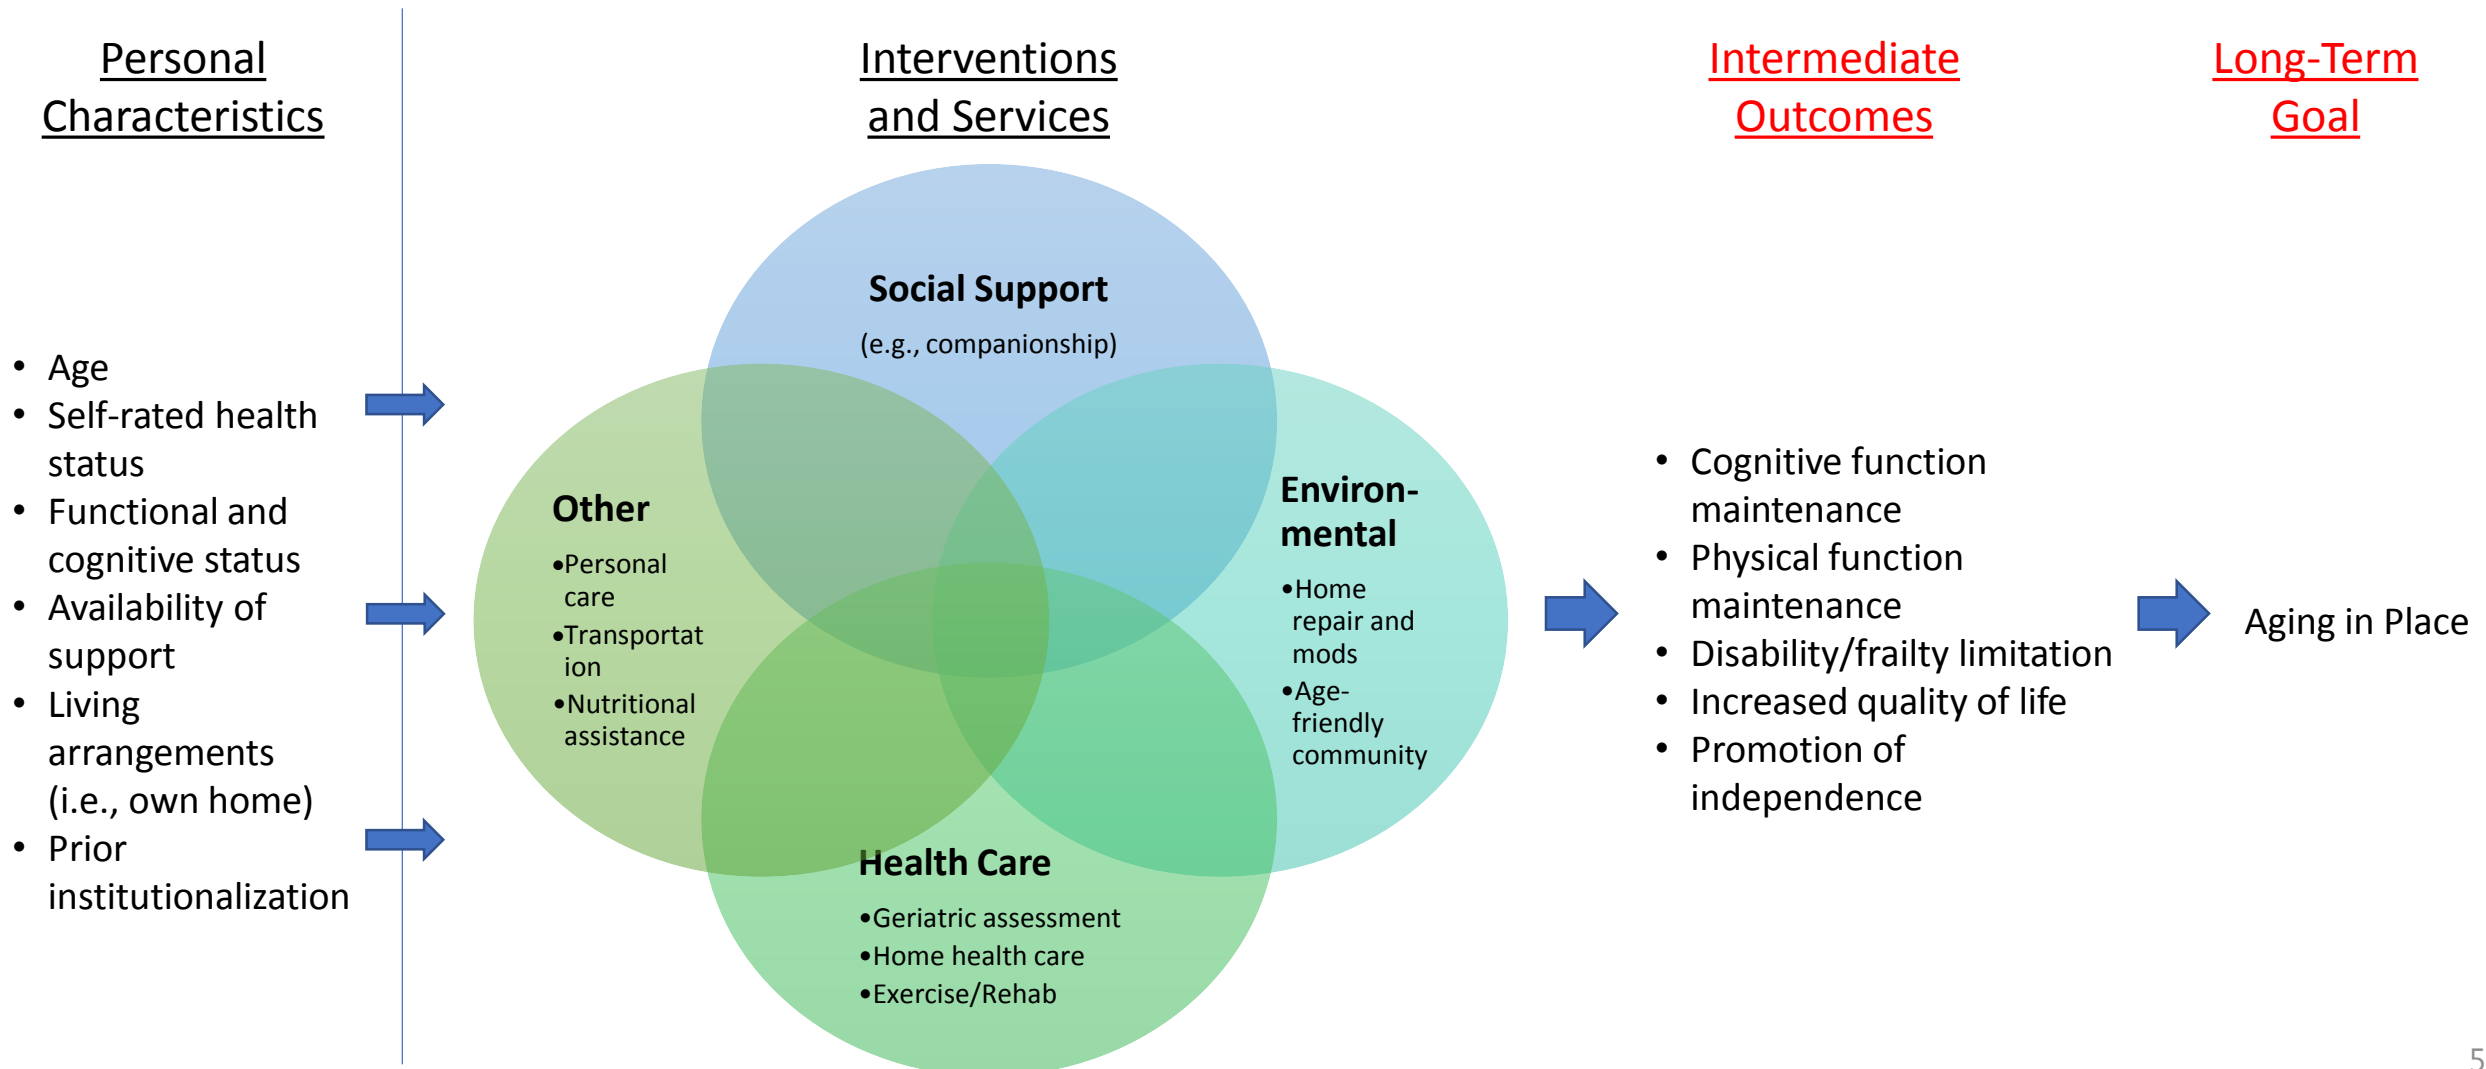 Personal
Characteristics
Interventions
and Services
Intermediate
Outcomes
Long-Term
Goal
• Age
• Self-rated health
status
• Functional and
cognitive status
• Availability of
support
• Living
arrangements
(i.e., own home)
• Prior
institutionalization
Social Support
(e.g., companionship)
Other
•Personal
care
•Transportat
ion
•Nutritional
assistance
Environ-
mental
•Home
repair and
mods
•Age-
friendly
community
Health Care
•Geriatric assessment
•Home health care
•Exercise/Rehab
• Cognitive function
maintenance
• Physical function
maintenance
• Disability/frailty limitation
• Increased quality of life
• Promotion of
independence
Aging in Place
5